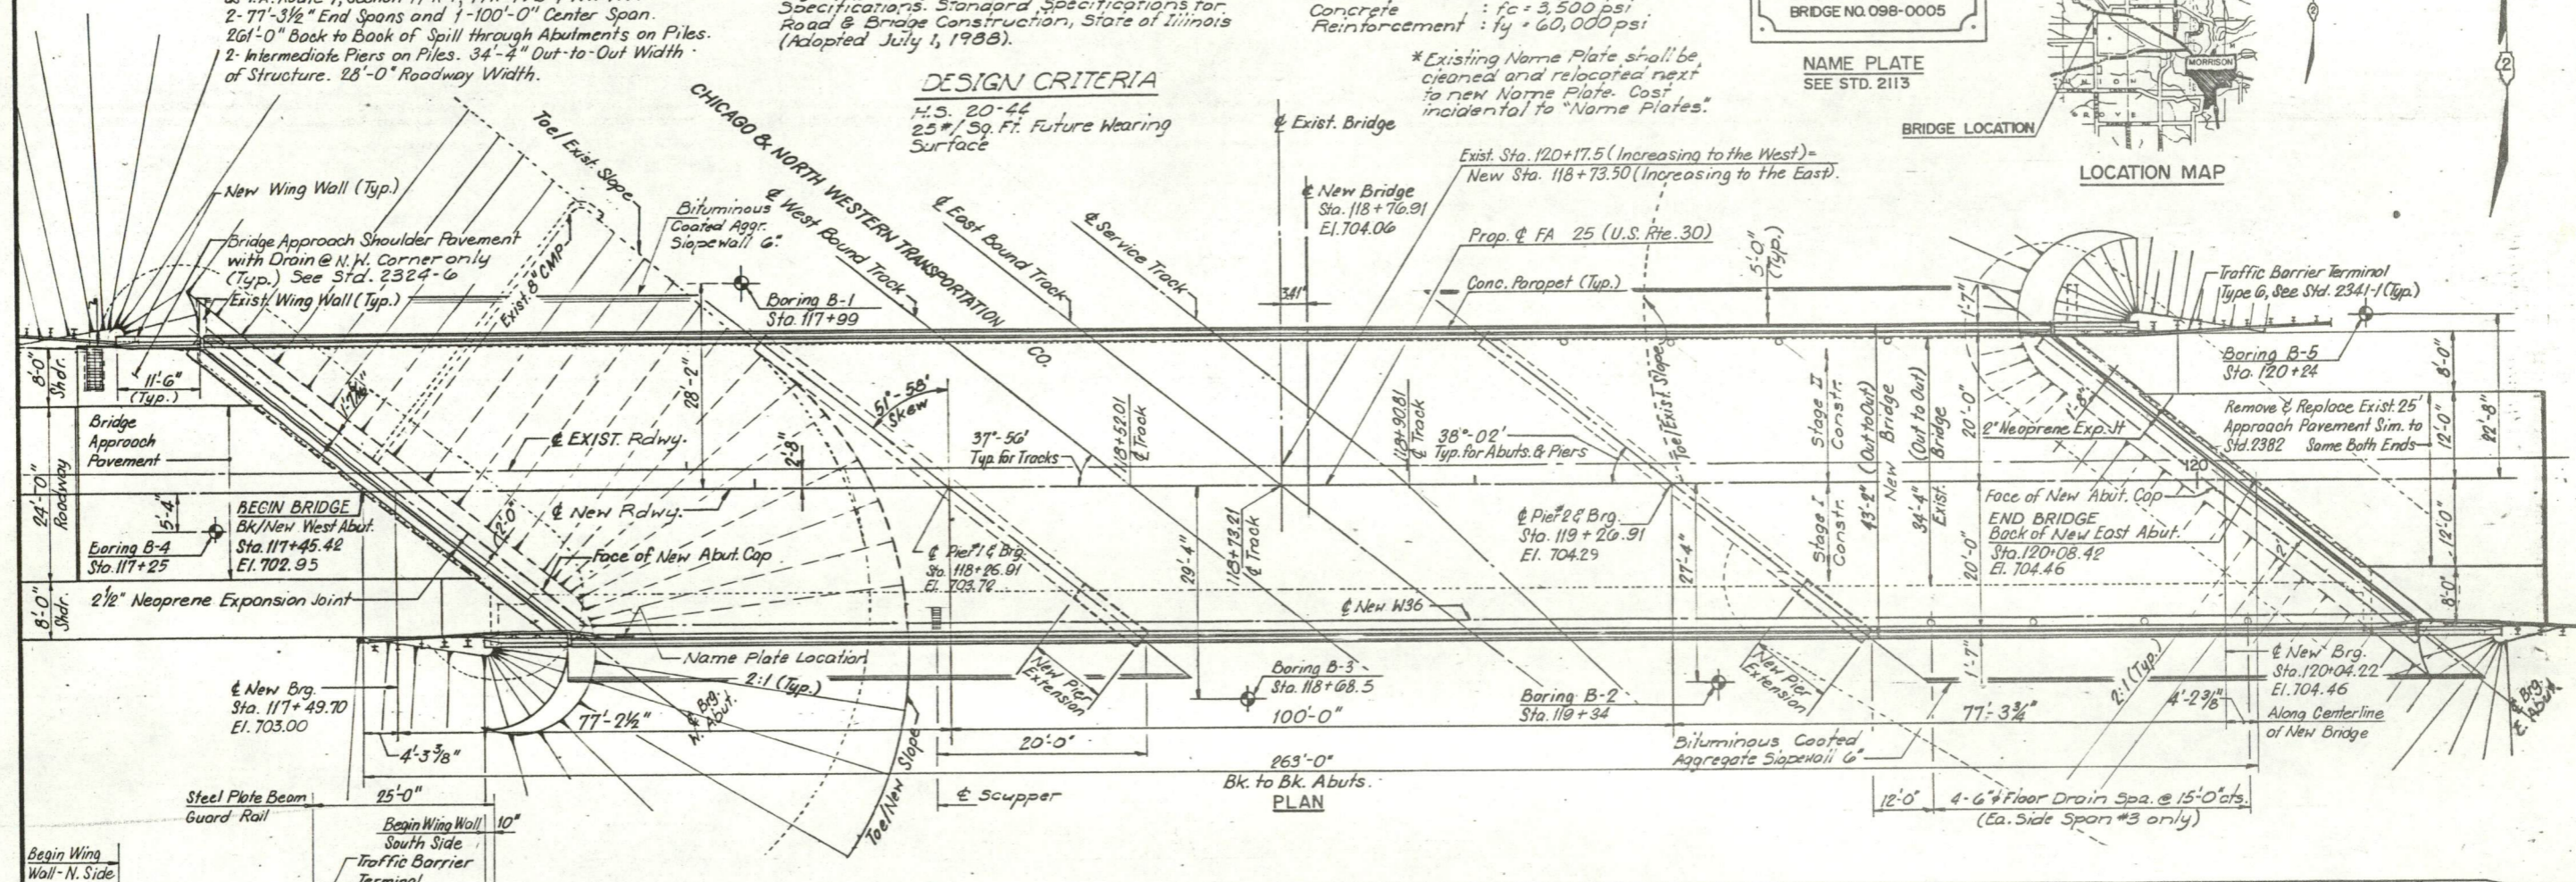 2-77'-3½" End Spans and 1-100'-0" Center Span.
261'-0" Back to Back of Spill through Abutments on Piles.
2-Intermediate Piers on Piles. 34'-4" Out-to-Out Width
of Structure. 28'-0" Roadway Width.
Specifications. Standard Specifications for
Road & Bridge Construction, State of Illinois
(Adopted July 1, 1988).
DESIGN CRITERIA
H.S. 20-44
25#/Sq. Ft. Future Wearing
Surface
Concrete : f'c = 3,500 psi
Reinforcement : fy = 60,000 psi
*Existing Name Plate shall be
cleaned and relocated next
to new Name Plate. Cost
incidental to "Name Plates."
BRIDGE NO. 098-0005
NAME PLATE
SEE STD. 2113
MORRISON
BRIDGE LOCATION
LOCATION MAP
2
New Wing Wall (Typ.)
Bridge Approach Shoulder Pavement
with Drain @ N.W. Corner only
(Typ.) See Std. 2324-6
Exist. Wing Wall (Typ.)
Toe/Exist. Slope
Exist. 8" CMP
Bituminous
Coated Aggr.
Slopewall 6".
Boring B-1
Sta. 117+99
CHICAGO & NORTH WESTERN TRANSPORTATION
CO.
℄ West Bound Track
℄ East Bound Track
℄ Service Track
℄ Exist. Bridge
℄ New Bridge
Sta. 118+76.91
El. 704.06
3.41'
Exist. Sta. 120+17.5 (Increasing to the West)=
New Sta. 118+73.50 (Increasing to the East).
Prop. ℄ FA 25 (U.S. Rte. 30)
Conc. Parapet (Typ.)
5'-0"
(Typ.)
1'-7"
Traffic Barrier Terminal
Type 6, See Std. 2341-1 (Typ.)
Boring B-5
Sta. 120+24
8'-0"
Shdr.
11'-6"
(Typ.)
Bridge
Approach
Pavement
24'-0"
Roadway
5'-4"
Boring B-4
Sta. 117+25
BEGIN BRIDGE
Bk/New West Abut.
Sta. 117+45.42
El. 702.95
8'-0"
Shdr.
2½" Neoprene Expansion Joint
℄ EXIST. Rdwy.
℄ New Rdwy.
28'-2"
2'-8"
2'-0"
Face of New Abut. Cap
51°-58'
Skew
37°-56'
Typ. for Tracks
118+52.01
℄ Track
118+73.21
℄ Track
118+90.81
℄ Track
38°-02'
Typ. for Abuts. & Piers
℄ Pier #1 & Brg.
Sta. 118+26.91
El. 703.72
29'-4"
℄ Pier #2 & Brg.
Sta. 119+26.91
El. 704.29
27'-4"
Toe/Exist. Slope
Stage II
Constr.
Stage I
Constr.
43'-2" (Out to Out)
New Bridge
34'-4" (Out to Out)
Exist. Bridge
20'-0"
20'-0"
1'-8"
2" Neoprene Exp. Jt
Remove & Replace Exist. 25'
Approach Pavement Sim. to
Std. 2382 Same Both Ends
120
Face of New Abut. Cap
END BRIDGE
Back of New East Abut.
Sta. 120+08.42
El. 704.46
8'-0"
12'-0"
22'-8"
12'-0"
8'-0"
℄ New W36
Name Plate Location
2:1 (Typ.)
℄ New Brg.
Sta. 117+49.70
El. 703.00
4'-3⅜"
77'-2½"
℄ Brg.
W. Abut.
Toe/New Slope
New Pier
Extension
Boring B-3
Sta. 118+68.5
100'-0"
20'-0"
263'-0"
Bk. to Bk. Abuts.
PLAN
℄ Scupper
Boring B-2
Sta. 119+34
New Pier
Extension
1'-7"
77'-3¾"
2:1 (Typ.)
4'-2⅜"
℄ New Brg.
Sta. 120+04.22
El. 704.46
Along Centerline
of New Bridge
℄ Brg.
E. Abut.
Bituminous Coated
Aggregate Slopewall 6"
12'-0"
4-6"ϕ Floor Drain Spa. @ 15'-0" cts.
(Ea. Side Span #3 only)
Steel Plate Beam
Guard Rail
25'-0"
Begin Wing Wall
South Side
10"
Traffic Barrier
Terminal
Begin Wing
Wall-N. Side